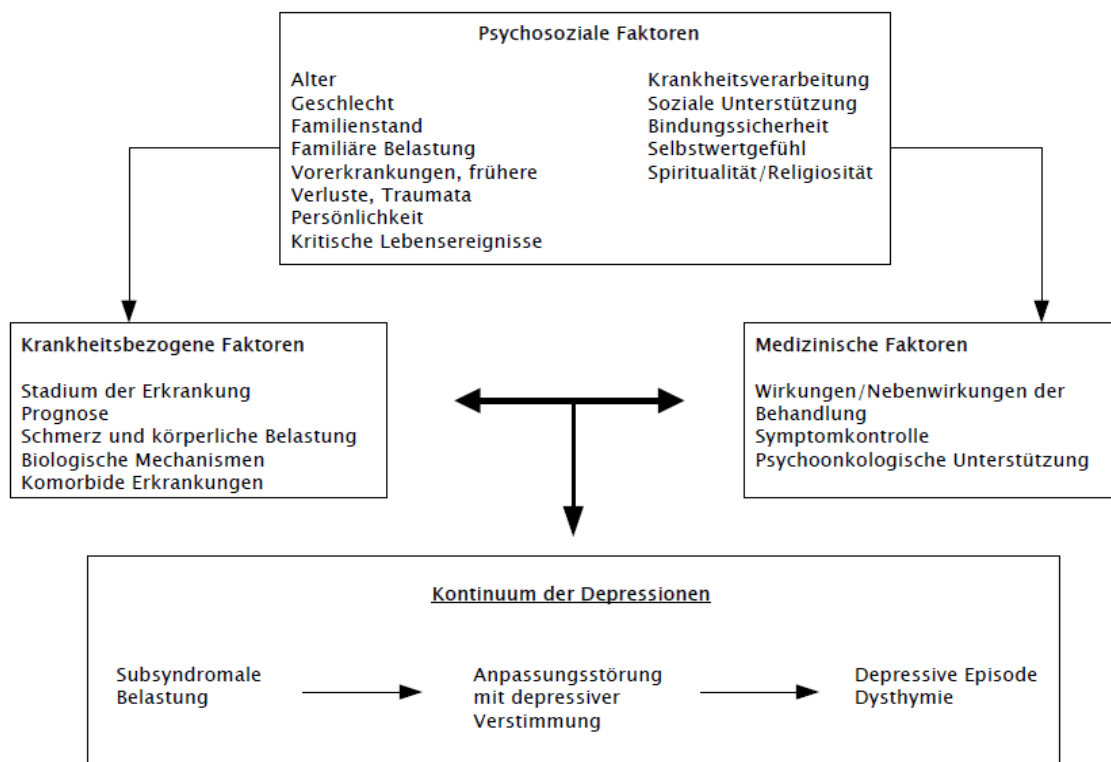 Psychosoziale Faktoren
Alter
Geschlecht
Familienstand
Familiäre Belastung
Vorerkrankungen, frühere
Verluste, Traumata
Persönlichkeit
Kritische Lebensereignisse
Krankheitsverarbeitung
Soziale Unterstützung
Bindungssicherheit
Selbstwertgefühl
Spiritualität/Religiosität
Krankheitsbezogene Faktoren
Stadium der Erkrankung
Prognose
Schmerz und körperliche Belastung
Biologische Mechanismen
Komorbide Erkrankungen
Medizinische Faktoren
Wirkungen/Nebenwirkungen der
Behandlung
Symptomkontrolle
Psychoonkologische Unterstützung
Kontinuum der Depressionen
Subsyndromale
Belastung
Anpassungsstörung
mit depressiver
Verstimmung
Depressive Episode
Dysthymie